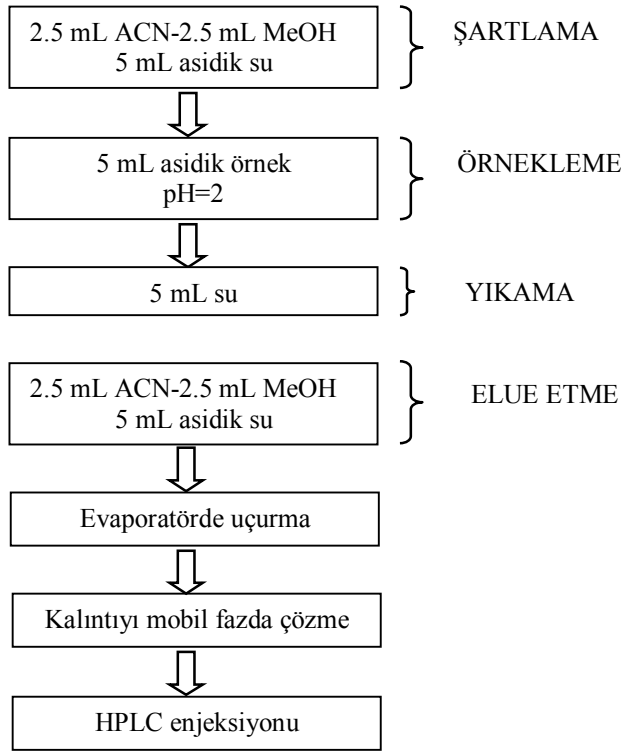 2.5 mL ACN-2.5 mL MeOH
5 mL asidik su
ŞARTLAMA
5 mL asidik örnek
pH=2
ÖRNEKLEME
5 mL su
YIKAMA
2.5 mL ACN-2.5 mL MeOH
5 mL asidik su
ELUE ETME
Evaporatörde uçurma
Kalıntıyı mobil fazda çözme
HPLC enjeksiyonu